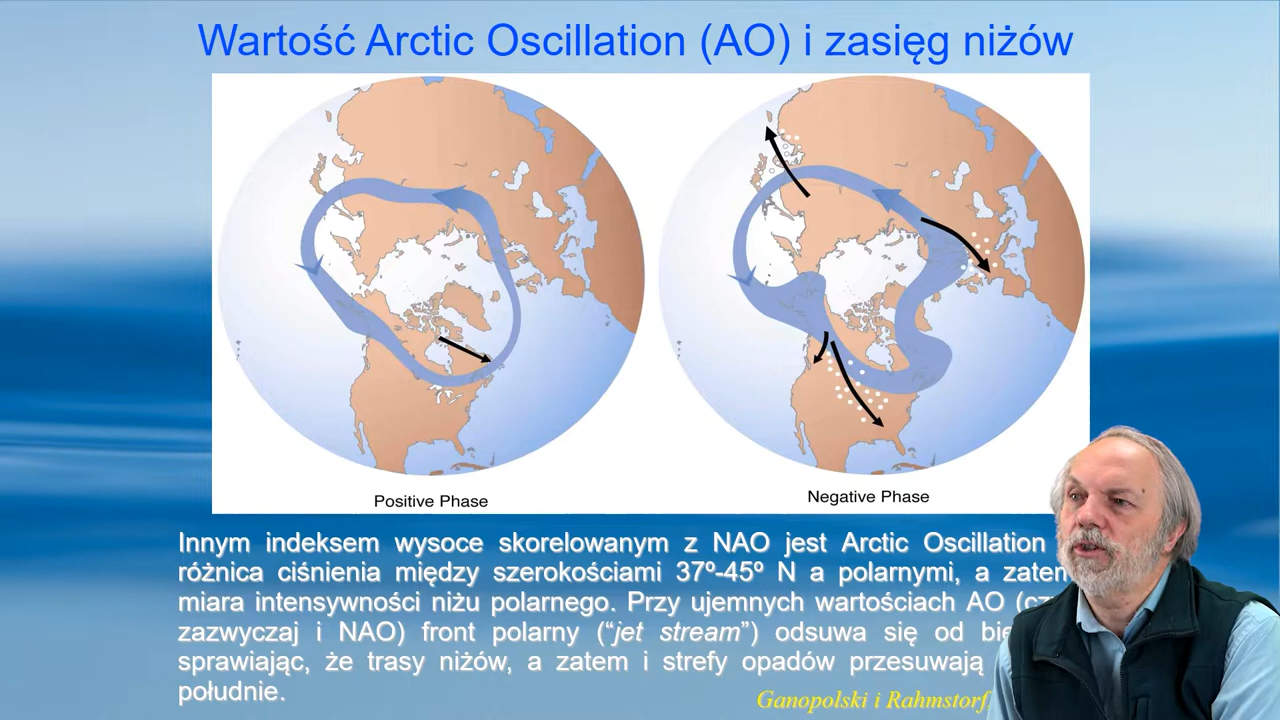 Wartość Arctic Oscillation (AO) i zasięg niżów
Positive Phase
Negative Phase
Innym indeksem wysoce skorelowanym z NAO jest Arctic Oscillation
różnica ciśnienia między szerokościami 37º-45º N a polarnymi, a zatem
miara intensywności niżu polarnego. Przy ujemnych wartościach AO
zazwyczaj i NAO) front polarny (“jet stream”) odsuwa się od
sprawiając, że trasy niżów, a zatem i strefy opadów przesuwają
południe.
Ganopolski i Rahmstorf